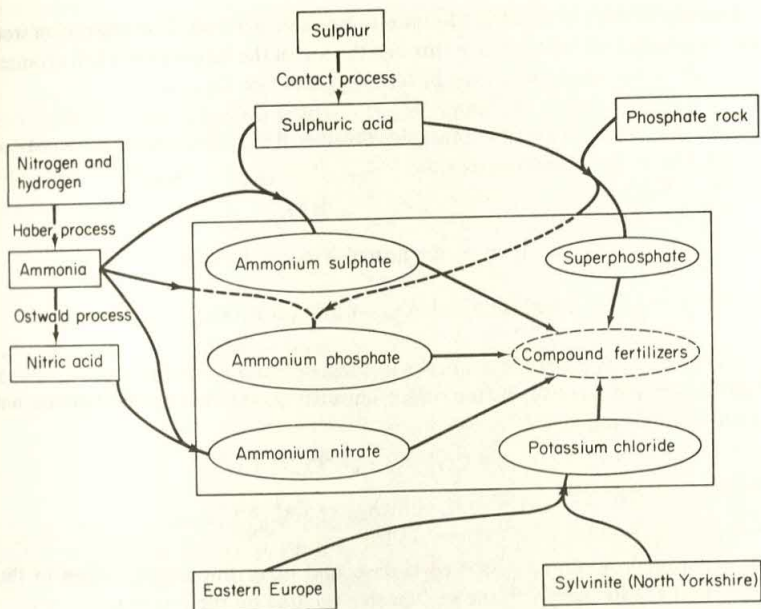 Sulphur
Contact process
Sulphuric acid
Phosphate rock
Nitrogen and
hydrogen
Haber process
Ammonia
Ostwald process
Nitric acid
Ammonium sulphate
Superphosphate
Ammonium phosphate
Compound fertilizers
Ammonium nitrate
Potassium chloride
Eastern Europe
Sylvinite (North Yorkshire)